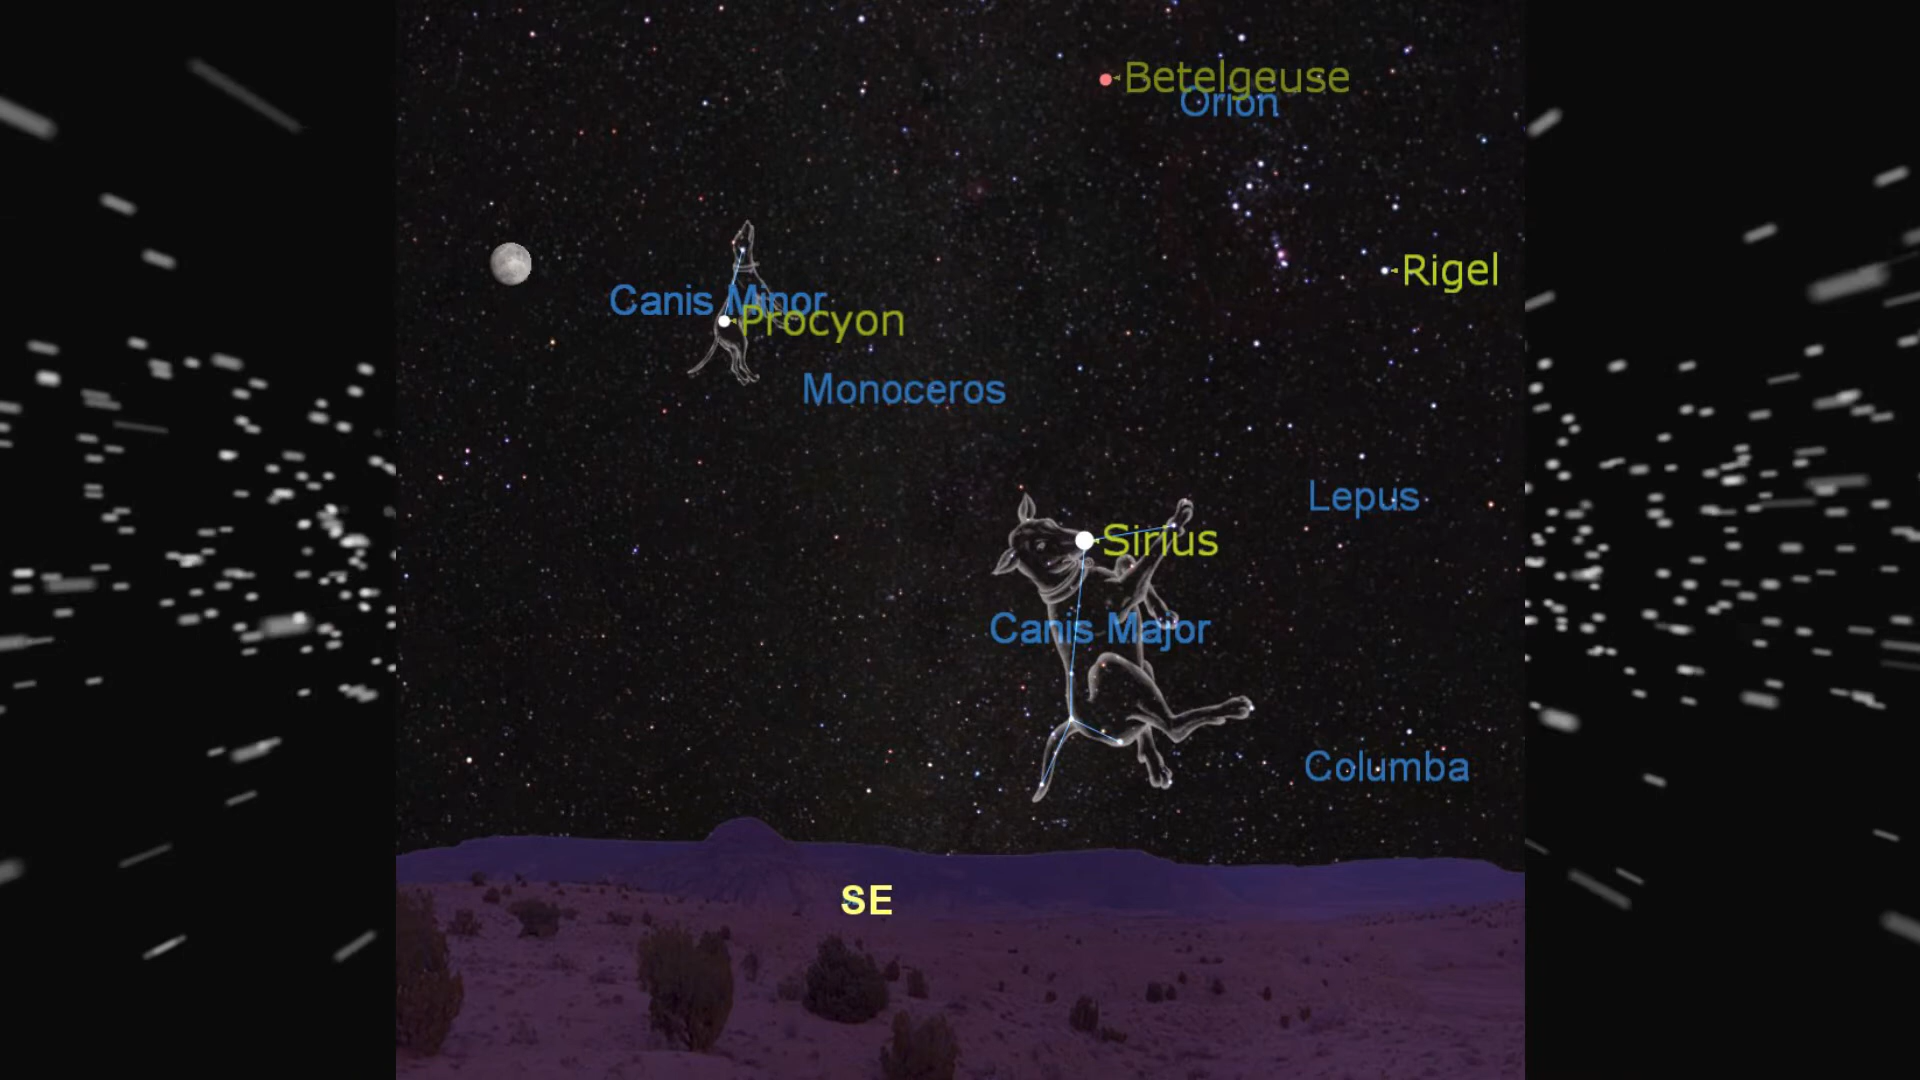 Betelgeuse
Orion
Rigel
Canis Minor
Procyon
Monoceros
Lepus
Sirius
Canis Major
Columba
SE